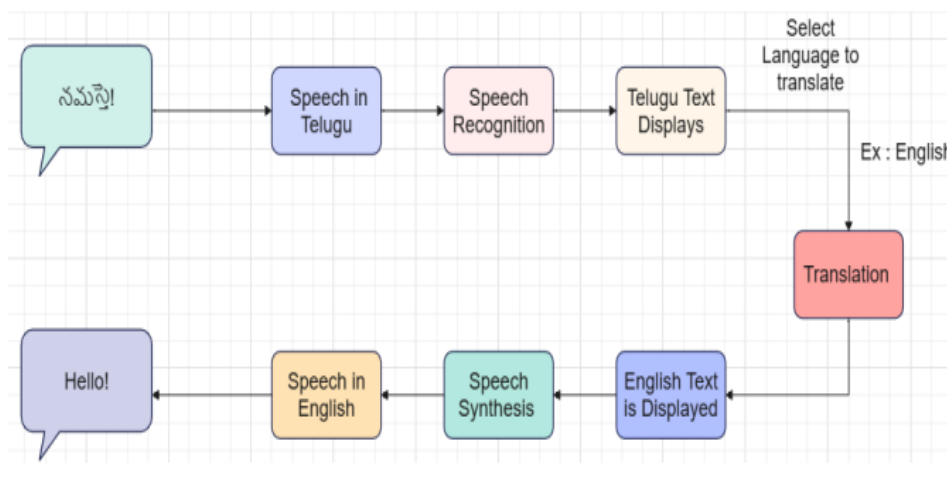 నమస్తె!
Speech in
Telugu
Speech
Recognition
Telugu Text
Displays
Select
Language to
translate
Ex : English
Translation
English Text
is Displayed
Speech
Synthesis
Speech in
English
Hello!